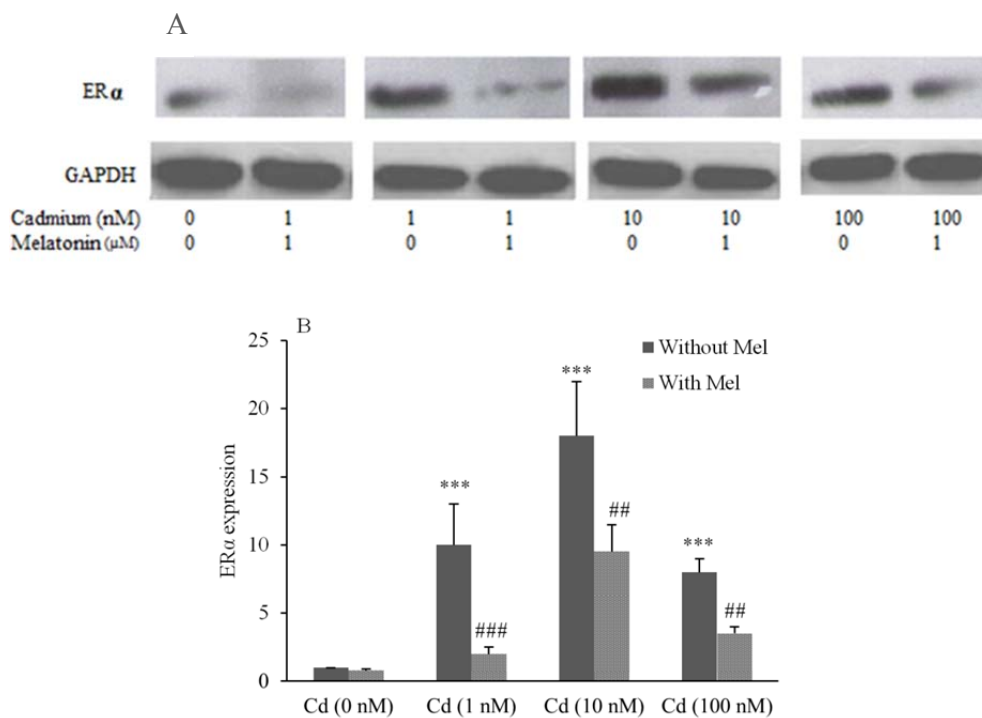 A
ERα
GAPDH
Cadmium (nM) 0 1 1 1 10 10 100 100
Melatonin (µM) 0 1 0 1 0 1 0 1
B
25
20
15
10
5
0
ERα expression
Without Mel
With Mel
***
###
***
##
***
##
Cd (0 nM) Cd (1 nM) Cd (10 nM) Cd (100 nM)